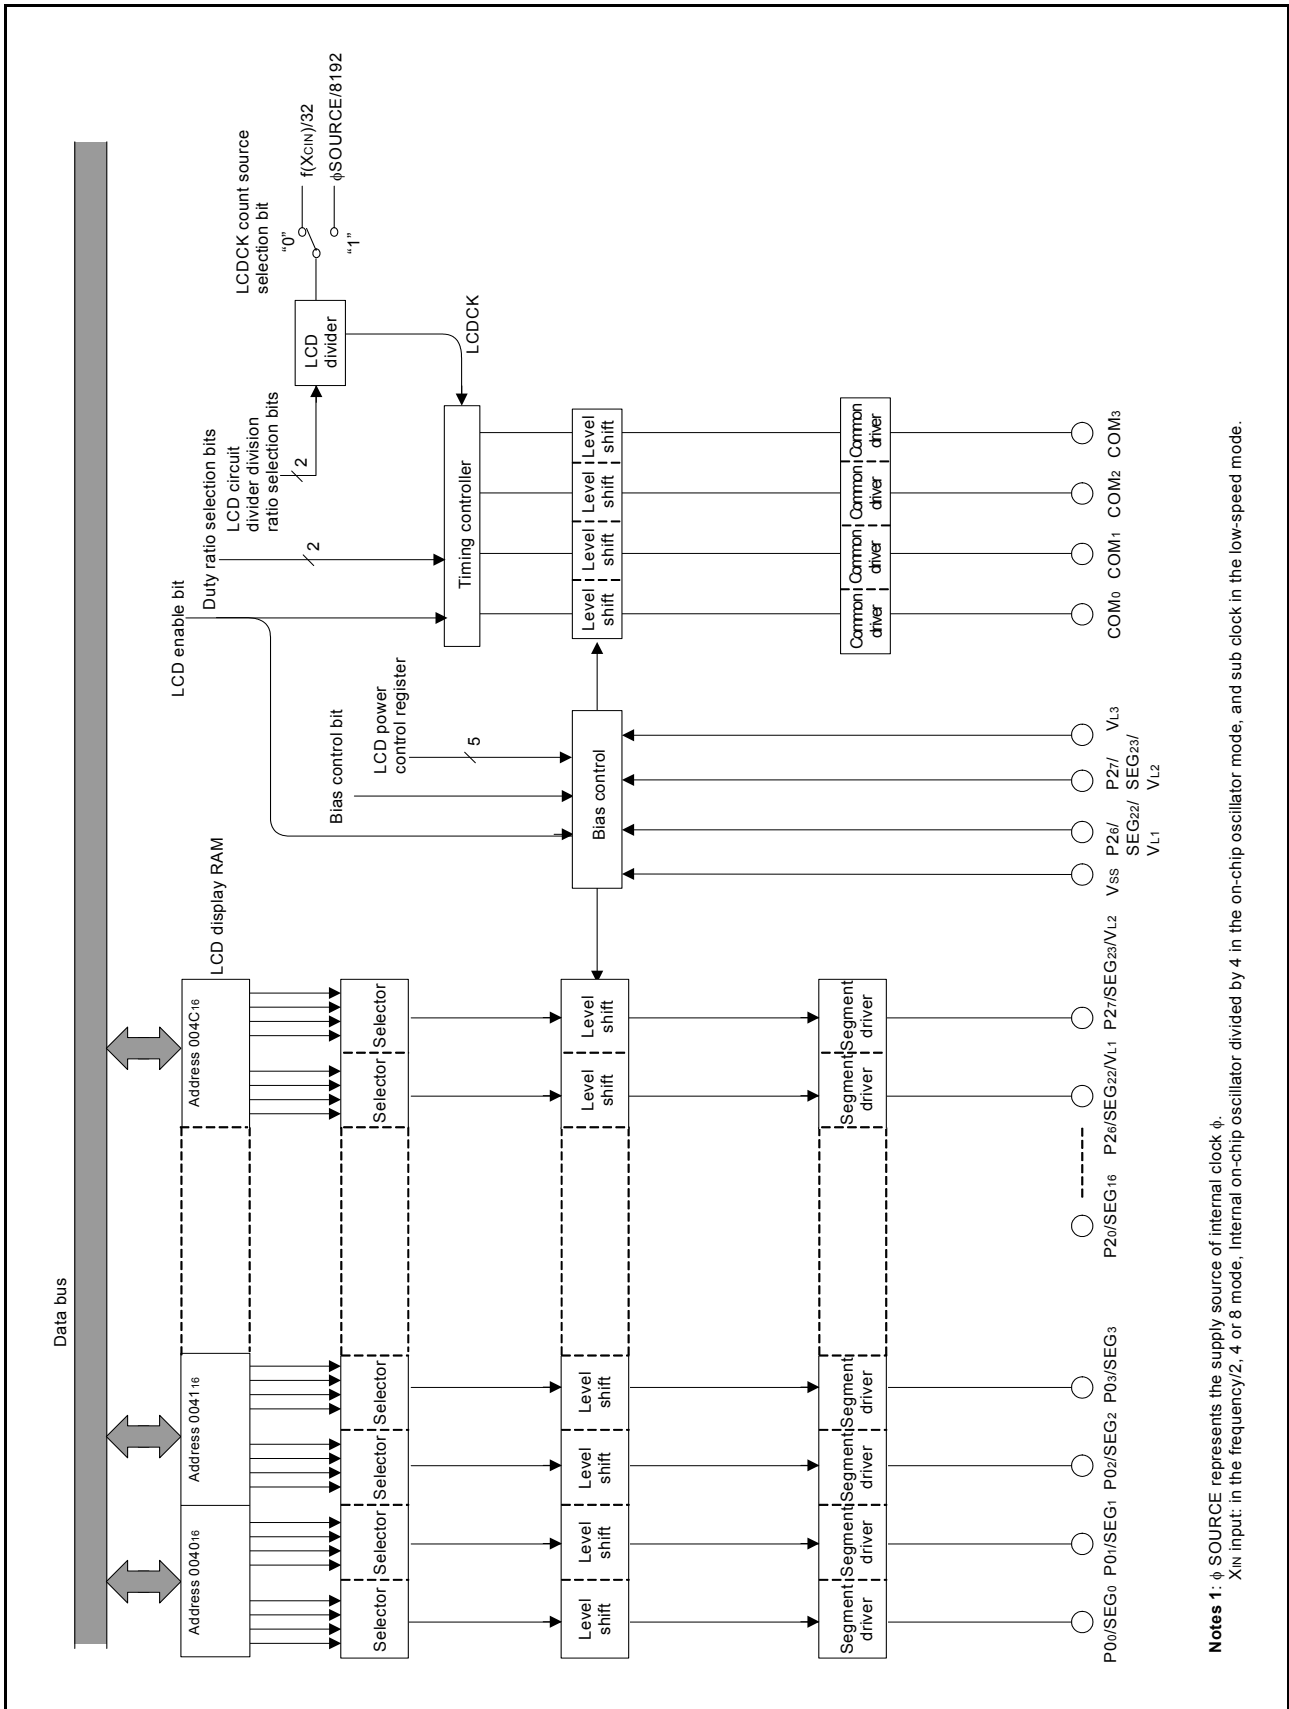 Data bus
Address 0040₁₆
Address 0041₁₆
Address 004C₁₆
LCD display RAM
Selector
Selector
Selector
Selector
Selector
Selector
Level
shift
Level
shift
Level
shift
Level
shift
Level
shift
Level
shift
Segment
driver
Segment
driver
Segment
driver
Segment
driver
Segment
driver
Segment
driver
P0₀/SEG₀
P0₁/SEG₁
P0₂/SEG₂
P0₃/SEG₃
P2₀/SEG₁₆
P2₆/SEG₂₂/VL1
P2₇/SEG₂₃/VL2
LCD enable bit
Duty ratio selection bits
2
LCD circuit
divider division
ratio selection bits
2
LCDCK count source
selection bit
"0"
"1"
f(XCIN)/32
ϕSOURCE/8192
LCD
divider
LCDCK
Timing controller
Bias control bit
LCD power
control register
5
Bias control
VSS
P2₆/
SEG₂₂/
VL1
P2₇/
SEG₂₃/
VL2
VL3
Level
shift
Level
shift
Level
shift
Level
shift
Common
driver
Common
driver
Common
driver
Common
driver
COM₀
COM₁
COM₂
COM₃
Notes 1: ϕ SOURCE represents the supply source of internal clock ϕ.
XIN input: in the frequency/2, 4 or 8 mode, Internal on-chip oscillator divided by 4 in the on-chip oscillator mode, and sub clock in the low-speed mode.